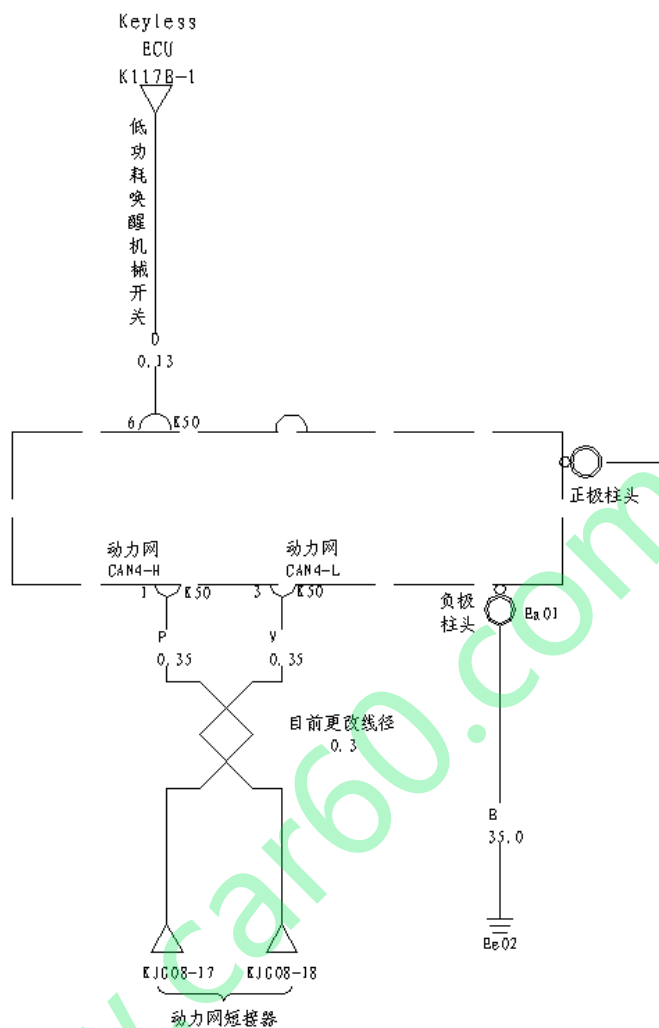 Keyless
ECU
K117B-1
低功耗唤醒机械开关
O
0.13
6
K50
正极柱头
动力网
CAN4-H
动力网
CAN4-L
1
K50
3
K50
负极
柱头
Ba01
P
0.35
V
0.35
目前更改线径
0.3
B
35.0
KJG08-17
KJG08-18
动力网短接器
.car60.com